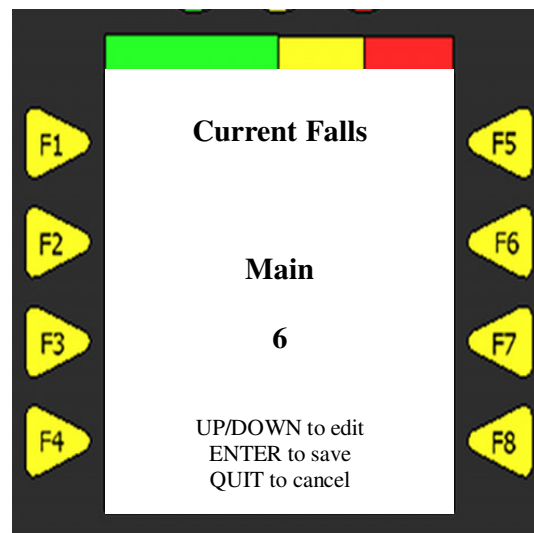 Current Falls
F1
F5
F2
F6
Main
F3
6
F7
UP/DOWN to edit
F4
ENTER to save
F8
QUIT to cancel